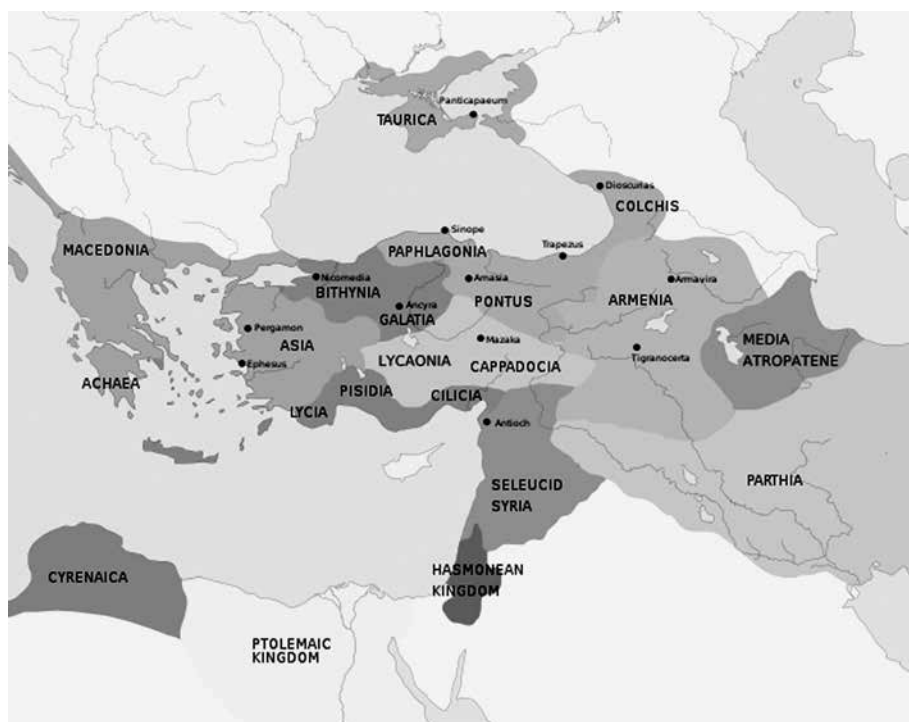 Panticapaeum
TAURICA
Dioscurias
COLCHIS
Sinope
MACEDONIA
PAPHLAGONIA
Trapezus
Nicomedia
BITHYNIA
Amasia
PONTUS
Armavira
ARMENIA
Ancyra
GALATIA
Pergamon
ASIA
Mazaka
MEDIA
ATROPATENE
Tigranocerta
LYCAONIA
CAPPADOCIA
Ephesus
ACHAEA
PISIDIA
CILICIA
LYCIA
Antioch
SELEUCID
SYRIA
PARTHIA
CYRENAICA
HASMONEAN
KINGDOM
PTOLEMAIC
KINGDOM